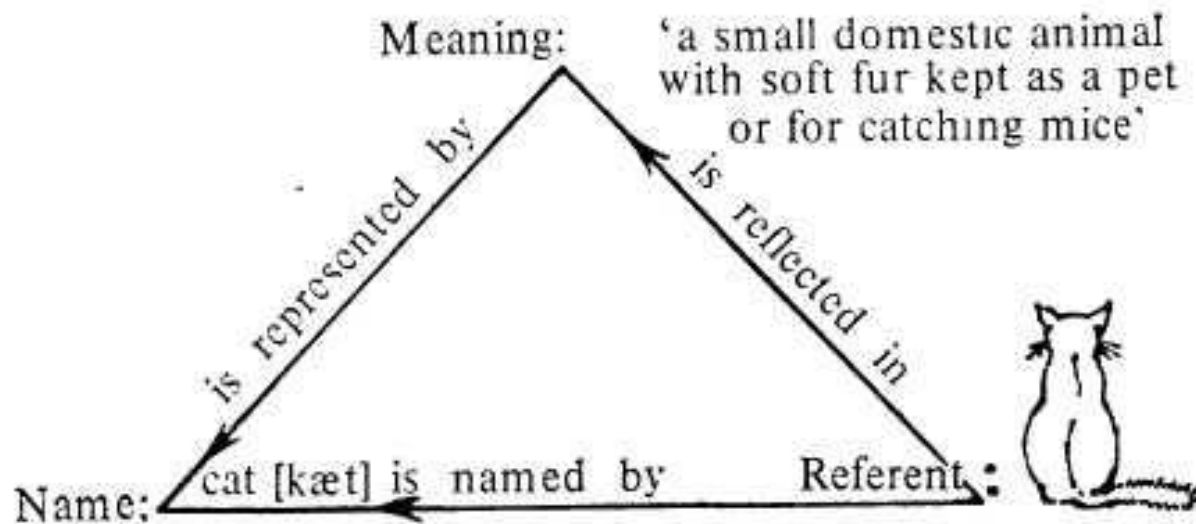 Meaning:
'a small domestic animal
with soft fur kept as a pet
or for catching mice'
is represented by
is reflected in
Name:
cat [kæt] is named by
Referent: